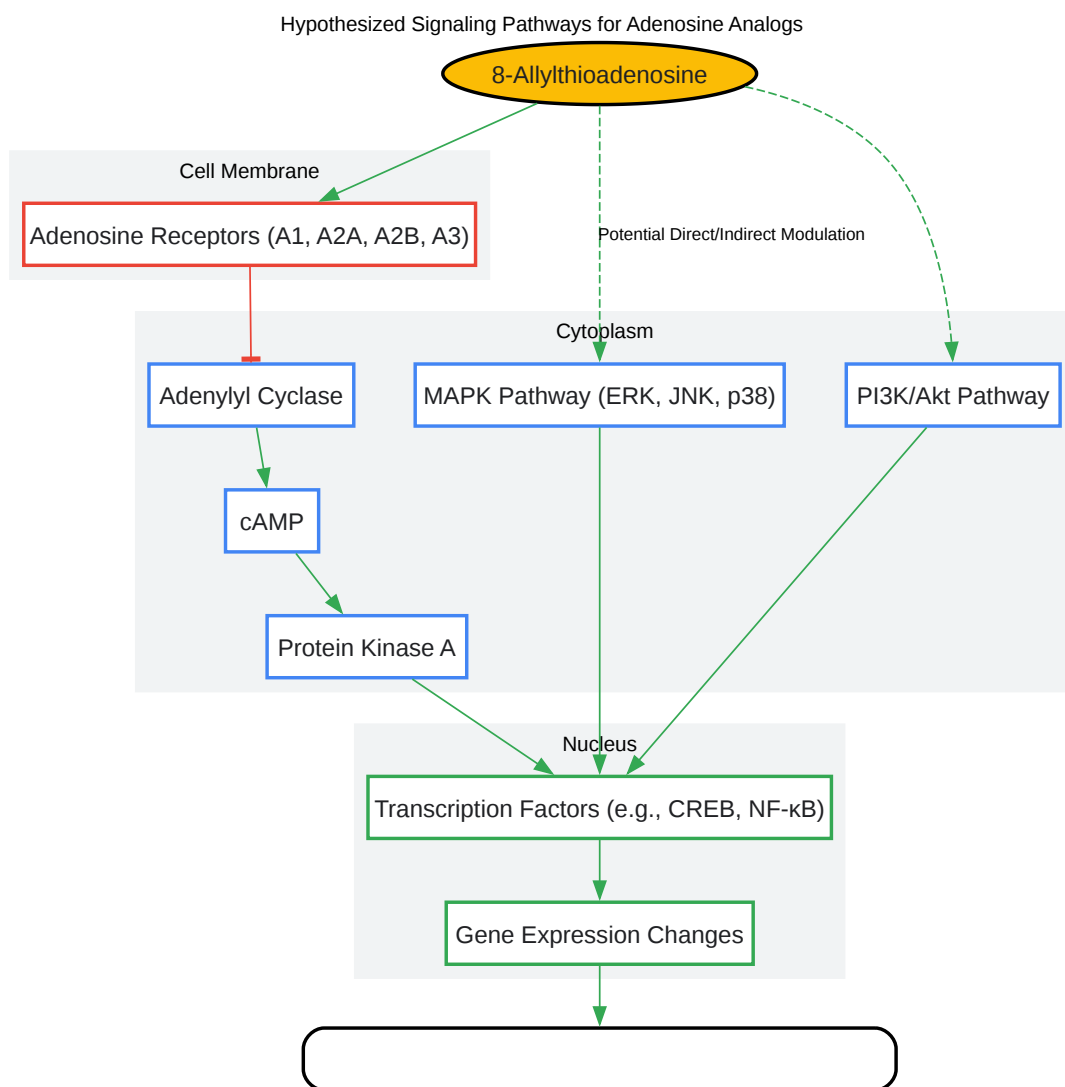 Hypothesized Signaling Pathways for Adenosine Analogs
8-Allylthioadenosine
Cell Membrane
Adenosine Receptors (A1, A2A, A2B, A3)
Potential Direct/Indirect Modulation
Cytoplasm
Adenylyl Cyclase
MAPK Pathway (ERK, JNK, p38)
PI3K/Akt Pathway
cAMP
Protein Kinase A
Nucleus
Transcription Factors (e.g., CREB, NF-κB)
Gene Expression Changes